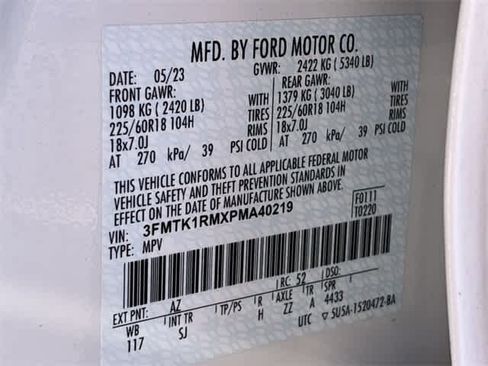 MFD. BY FORD MOTOR CO.
DATE: 05/23 GVWR: 2422 KG ( 5340 LB)
FRONT GAWR: REAR GAWR:
1098 KG ( 2420 LB) WITH 1379 KG ( 3040 LB) WITH
225/60R18 104H TIRES 225/60R18 104H TIRES
18x7.0J RIMS 18x7.0J RIMS
AT 270 kPa/ 39 PSI COLD AT 270 kPa/ 39 PSI COLD
THIS VEHICLE CONFORMS TO ALL APPLICABLE FEDERAL MOTOR
VEHICLE SAFETY AND THEFT PREVENTION STANDARDS IN
EFFECT ON THE DATE OF MANUFACTURE SHOWN ABOVE.
VIN: 3FMTK1RMXPMA40219 F0111
TYPE: MPV T0220
EXT PNT: AZ RC: 52 DSO:
WB INT TR TP/PS R AXLE TR SPR
117 SJ H ZZ A 4433
UTC 5U5A-1520472-BA